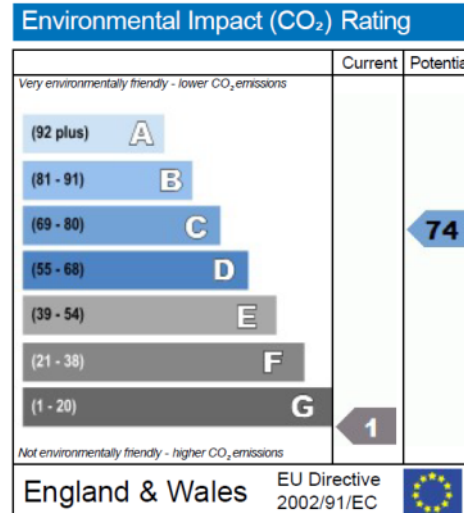 Environmental Impact (CO₂) Rating
Current Potentia
Very environmentally friendly - lower CO₂ emissions
(92 plus) A
(81 - 91) B
(69 - 80) C
74
(55 - 68) D
(39 - 54) E
(21 - 38) F
(1 - 20) G
1
Not environmentally friendly - higher CO₂ emissions
England & Wales
EU Directive
2002/91/EC